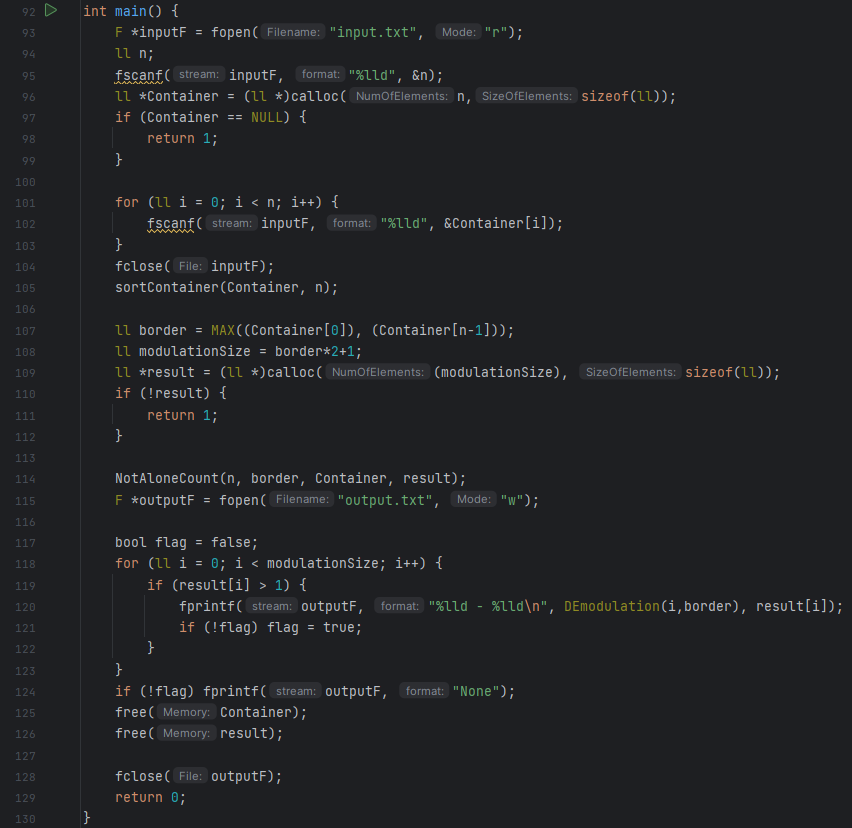 92 int main() {
93 F *inputF = fopen( Filename: "input.txt", Mode: "r");
94 ll n;
95 fscanf( stream: inputF, format: "%lld", &n);
96 ll *Container = (ll *)calloc( NumOfElements: n, SizeOfElements: sizeof(ll));
97 if (Container == NULL) {
98 return 1;
99 }
100
101 for (ll i = 0; i < n; i++) {
102 fscanf( stream: inputF, format: "%lld", &Container[i]);
103 }
104 fclose( File: inputF);
105 sortContainer(Container, n);
106
107 ll border = MAX((Container[0]), (Container[n-1]));
108 ll modulationSize = border*2+1;
109 ll *result = (ll *)calloc( NumOfElements: (modulationSize), SizeOfElements: sizeof(ll));
110 if (!result) {
111 return 1;
112 }
113
114 NotAloneCount(n, border, Container, result);
115 F *outputF = fopen( Filename: "output.txt", Mode: "w");
116
117 bool flag = false;
118 for (ll i = 0; i < modulationSize; i++) {
119 if (result[i] > 1) {
120 fprintf( stream: outputF, format: "%lld - %lld\n", DEmodulation(i,border), result[i]);
121 if (!flag) flag = true;
122 }
123 }
124 if (!flag) fprintf( stream: outputF, format: "None");
125 free( Memory: Container);
126 free( Memory: result);
127
128 fclose( File: outputF);
129 return 0;
130 }